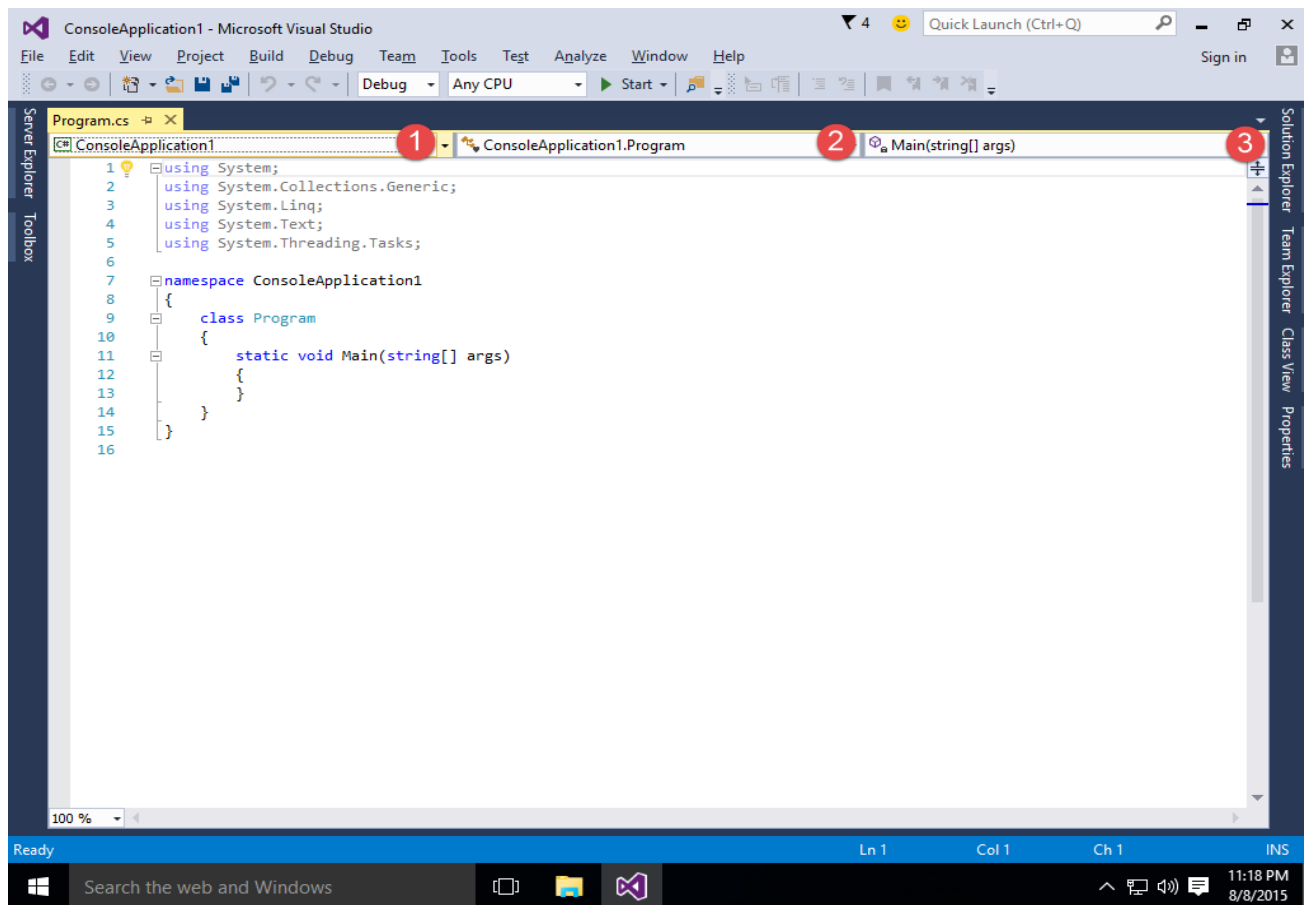 ConsoleApplication1 - Microsoft Visual Studio 4 Quick Launch (Ctrl+Q)
File Edit View Project Build Debug Team Tools Test Analyze Window Help Sign in
Debug Any CPU Start
Server Explorer
Toolbox
Program.cs
C# ConsoleApplication1 1 ConsoleApplication1.Program 2 Main(string[] args) 3
1 using System;
2 using System.Collections.Generic;
3 using System.Linq;
4 using System.Text;
5 using System.Threading.Tasks;
6
7 namespace ConsoleApplication1
8 {
9 class Program
10 {
11 static void Main(string[] args)
12 {
13 }
14 }
15 }
16
Solution Explorer
Team Explorer
Class View
Properties
100 %
Ready Ln 1 Col 1 Ch 1 INS
Search the web and Windows 11:18 PM
8/8/2015